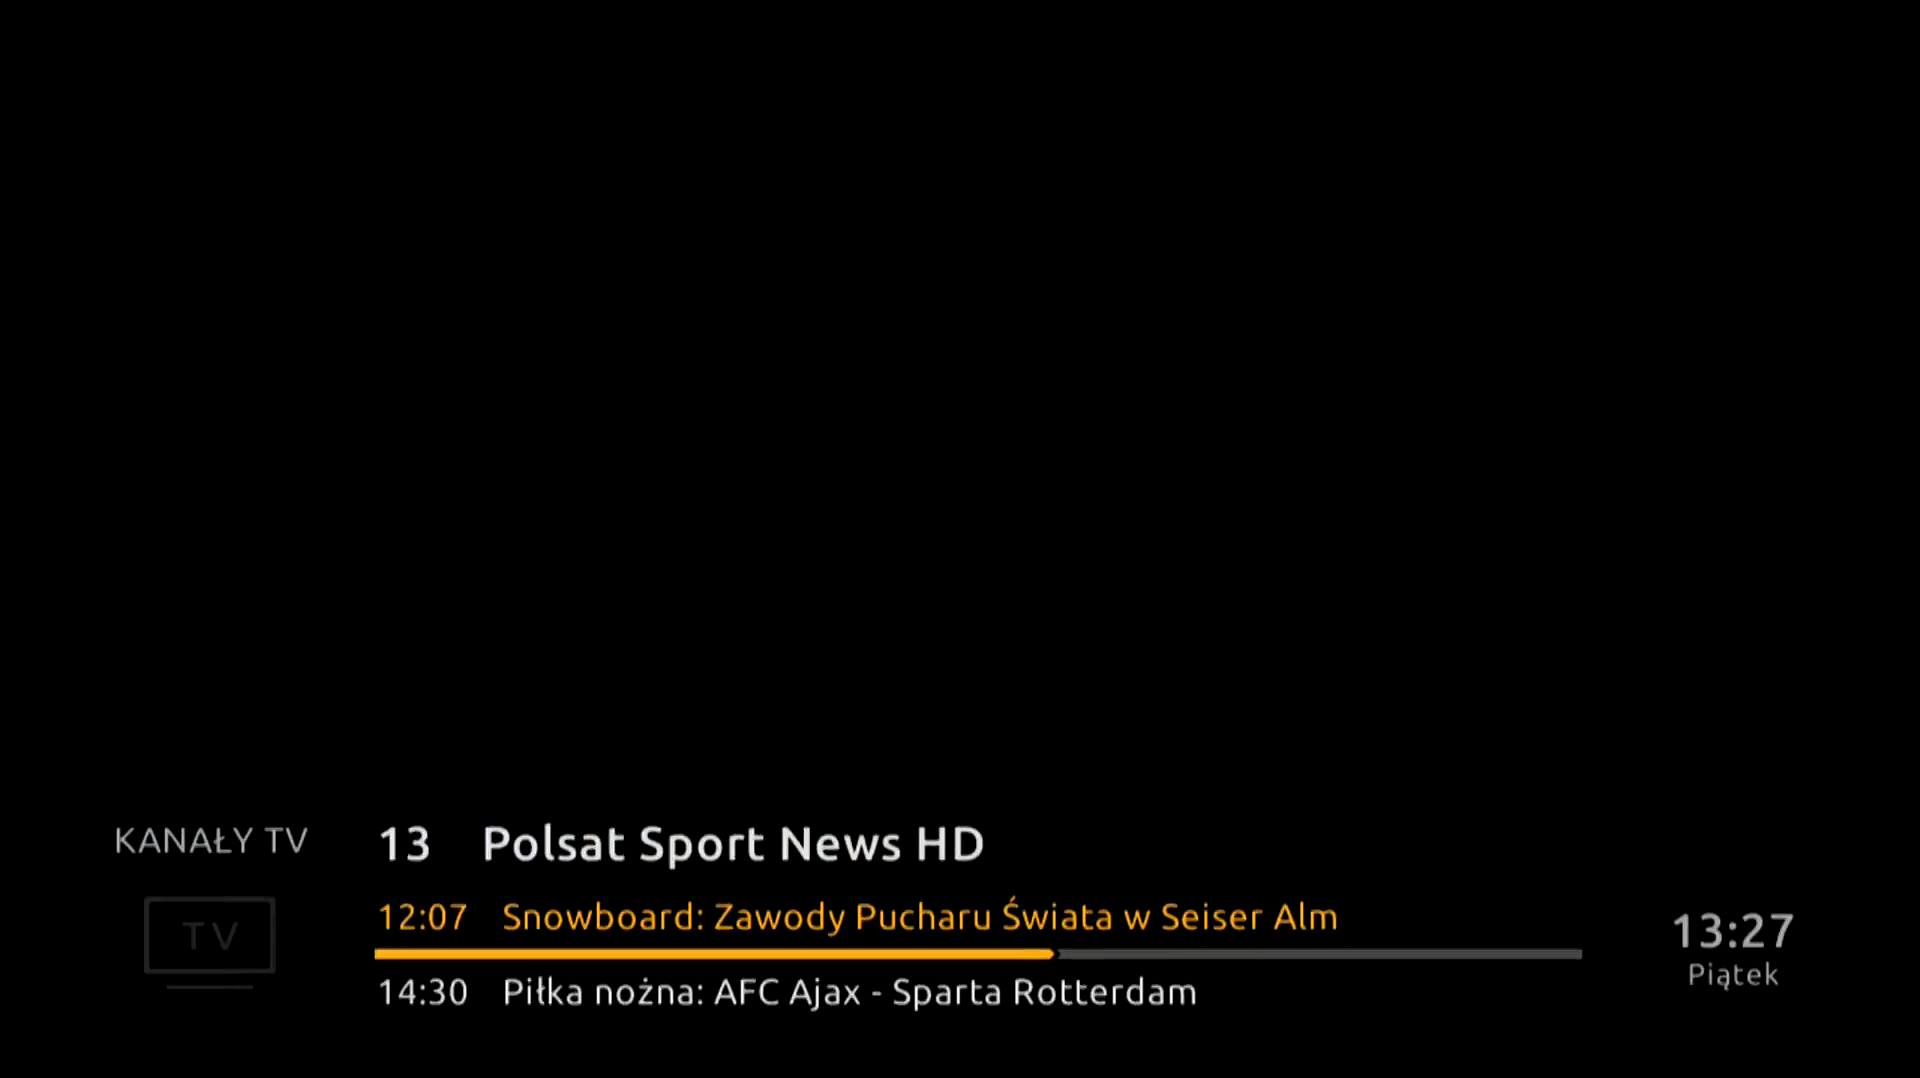 KANAŁY TV
13 Polsat Sport News HD
TV
12:07 Snowboard: Zawody Pucharu Świata w Seiser Alm
14:30 Piłka nożna: AFC Ajax - Sparta Rotterdam
13:27
Piątek